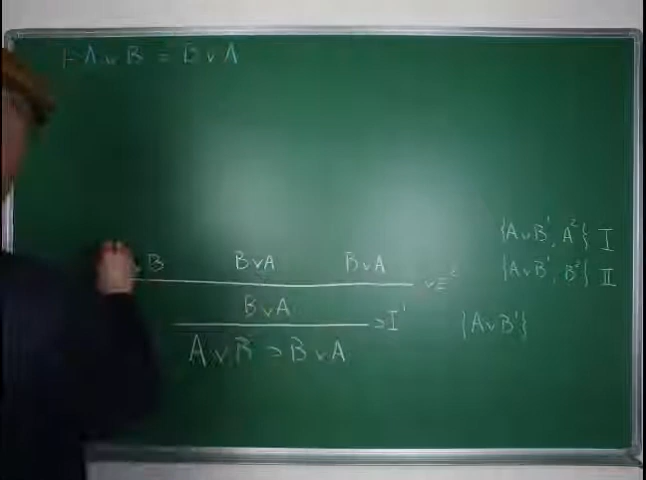 ⊢ A ∨ B ≡ B ∨ A
{A∨B¹, A²} I
∨ B   B∨A   B∨A   ∨E²
{A∨B¹, B²} II
B∨A   ⊃I¹
{A∨B¹}
A ∨ B ⊃ B ∨ A